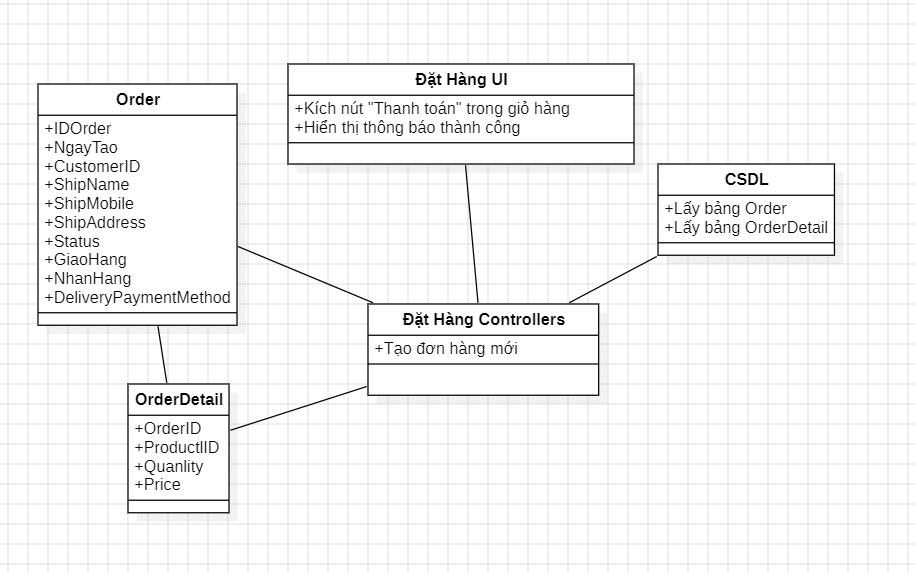 Order
+IDOrder
+NgayTao
+CustomerID
+ShipName
+ShipMobile
+ShipAddress
+Status
+GiaoHang
+NhanHang
+DeliveryPaymentMethod
Đặt Hàng UI
+Kích nút "Thanh toán" trong giỏ hàng
+Hiển thị thông báo thành công
CSDL
+Lấy bảng Order
+Lấy bảng OrderDetail
Đặt Hàng Controllers
+Tạo đơn hàng mới
OrderDetail
+OrderID
+ProductIID
+Quanlity
+Price